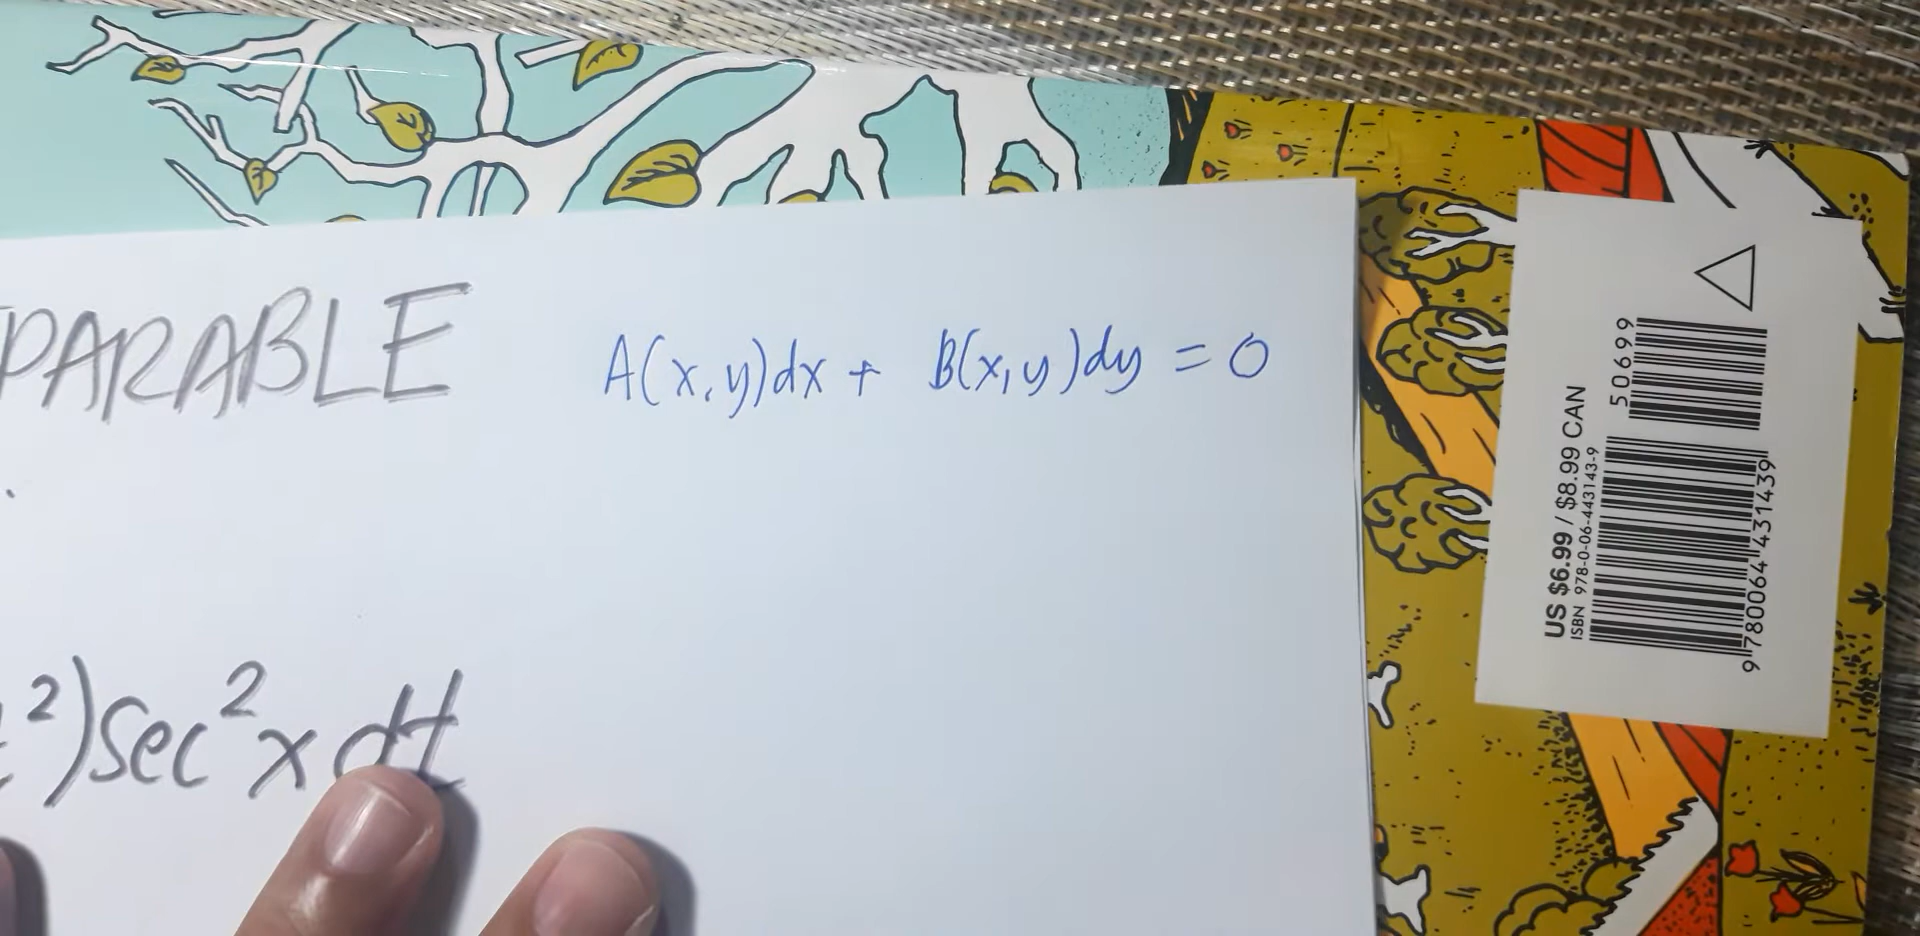 PARABLE
A(x,y)dx + B(x,y)dy = 0
²)sec²x dt
US $6.99 / $8.99 CAN
ISBN 978-0-06-443143-9
50699
9 780064 431439